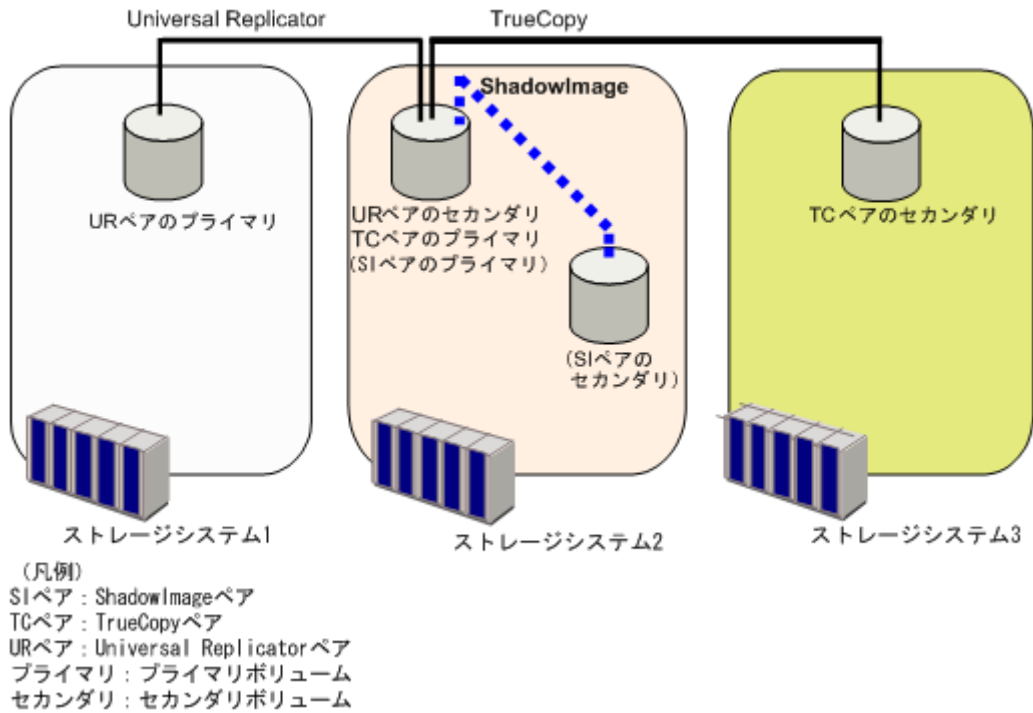 Universal Replicator
TrueCopy
ShadowImage
URペアのプライマリ
URペアのセカンダリ
TCペアのプライマリ
(SIペアのプライマリ)
TCペアのセカンダリ
(SIペアの
セカンダリ)
ストレージシステム1
ストレージシステム2
ストレージシステム3
(凡例)
SIペア:ShadowImageペア
TCペア:TrueCopyペア
URペア:Universal Replicatorペア
プライマリ:プライマリボリューム
セカンダリ:セカンダリボリューム